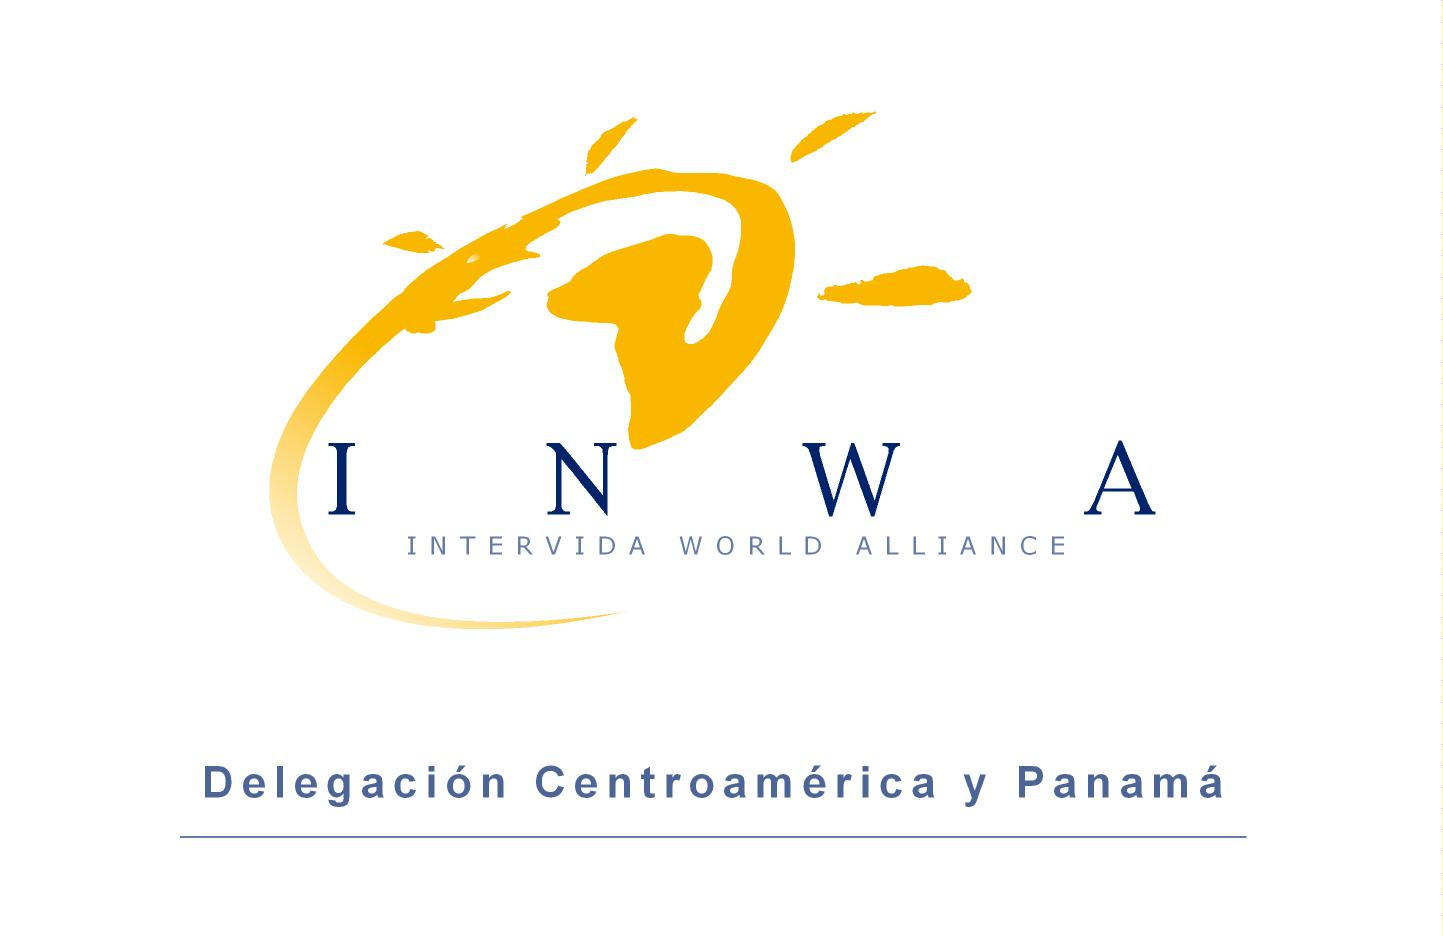 I N W A
INTERVIDA WORLD ALLIANCE
Delegación Centroamérica y Panamá